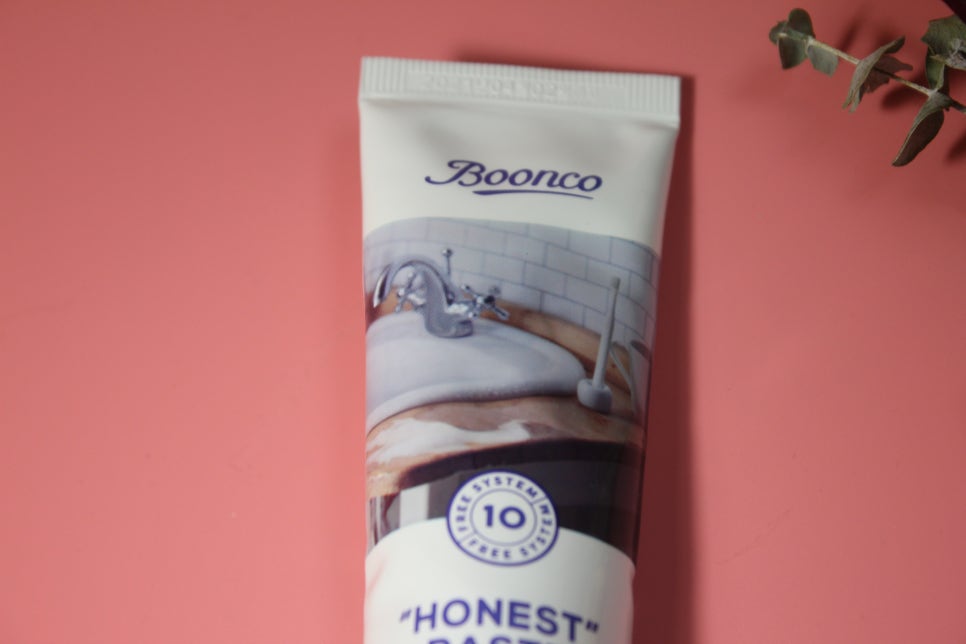 Boonco
FREE SYSTEM
10
FREE SYSTEM
"HONEST"